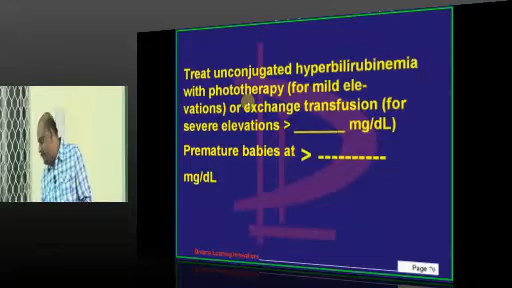 Treat unconjugated hyperbilirubinemia
with phototherapy (for mild ele-
vations) or exchange transfusion (for
severe elevations > ______ mg/dL)
Premature babies at > ----------
mg/dL
Page